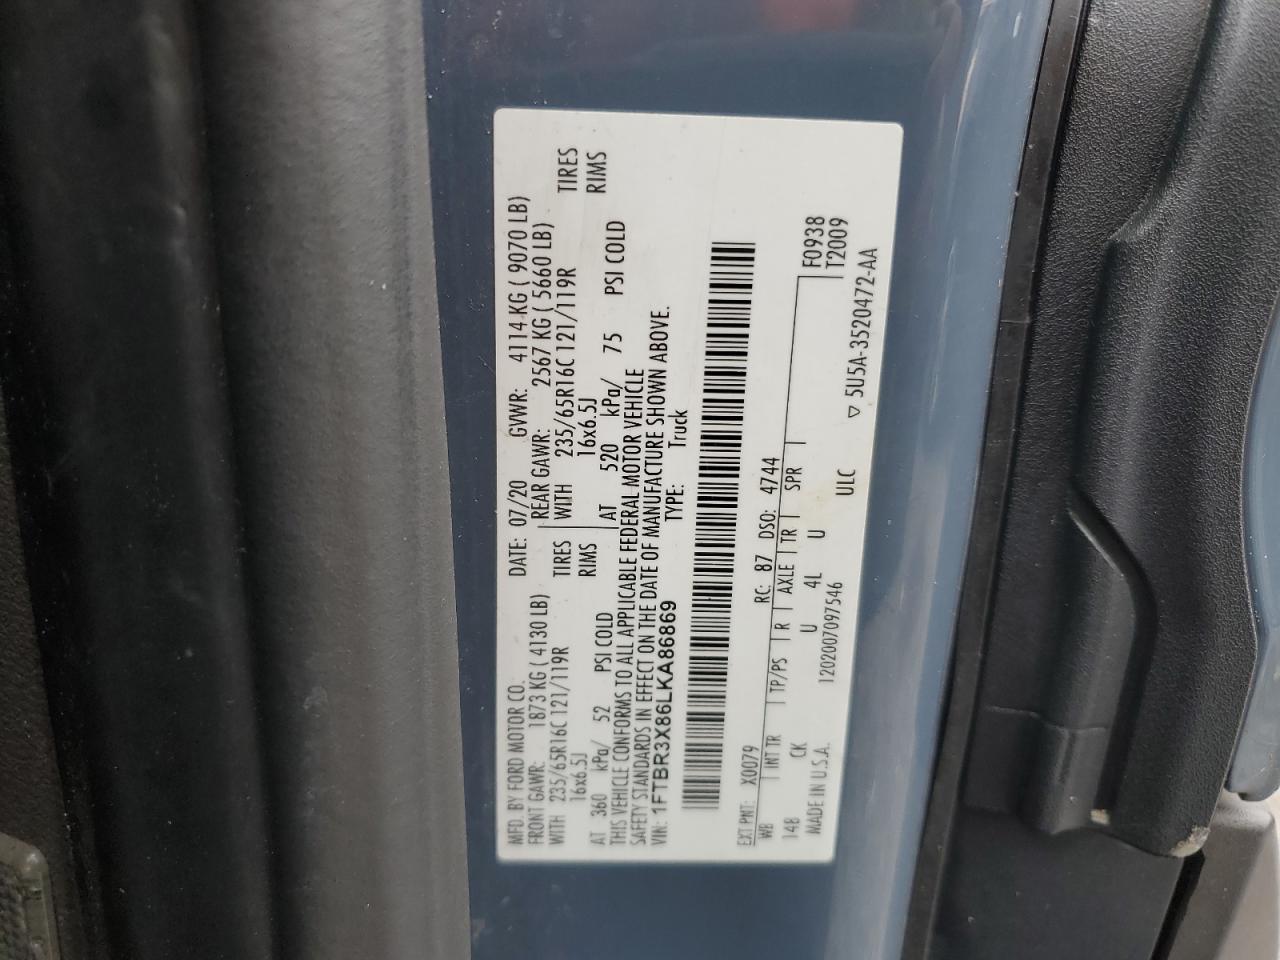 MFD. BY FORD MOTOR CO. DATE: 07/20 GVWR: 4114 KG ( 9070 LB)
FRONT GAWR: 1873 KG ( 4130 LB) REAR GAWR: 2567 KG ( 5660 LB)
WITH 235/65R16C 121/119R TIRES WITH 235/65R16C 121/119R TIRES
16x6.5J RIMS 16x6.5J RIMS
AT 360 kPa/ 52 PSI COLD AT 520 kPa/ 75 PSI COLD
THIS VEHICLE CONFORMS TO ALL APPLICABLE FEDERAL MOTOR VEHICLE
SAFETY STANDARDS IN EFFECT ON THE DATE OF MANUFACTURE SHOWN ABOVE.
VIN: 1FTBR3X86LKA86869 TYPE: Truck
EXT PNT: X0079 RC: 87 DSO: 4744
WB INT TR TP/PS R AXLE TR SPR F0938
148 CK U 4L U T2009
MADE IN U.S.A. 1202007097546 ULC ▽ 5U5A-3520472-AA